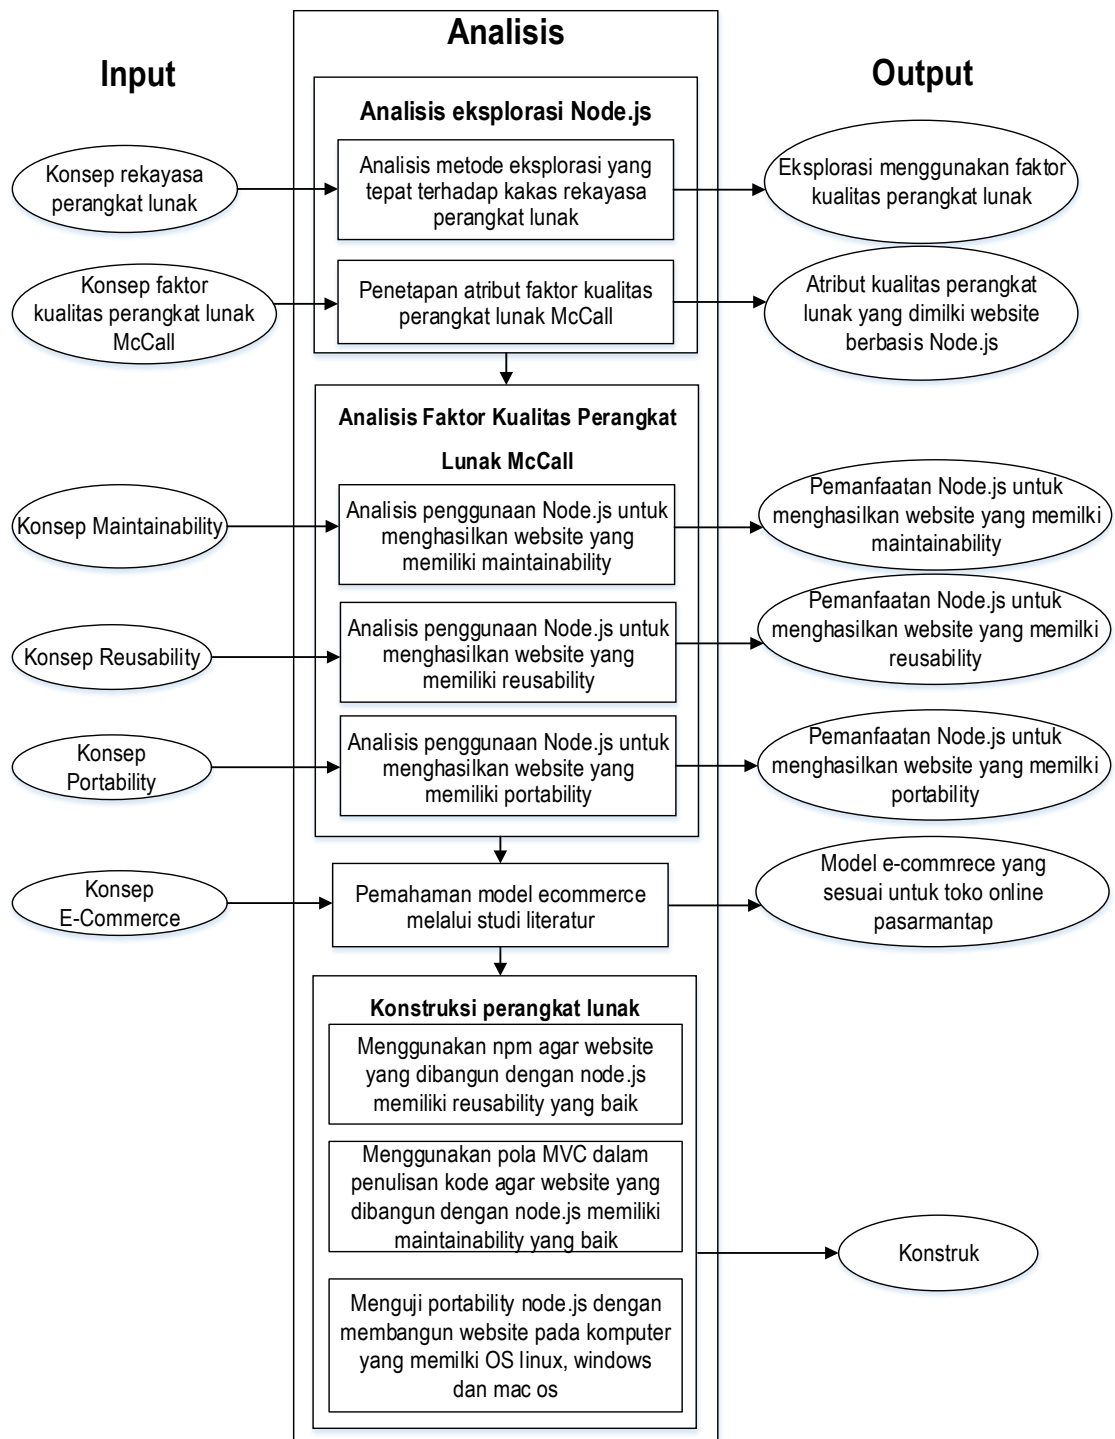 Input
Analisis
Output
Analisis eksplorasi Node.js
Konsep rekayasa
perangkat lunak
Analisis metode eksplorasi yang
tepat terhadap kakas rekayasa
perangkat lunak
Eksplorasi menggunakan faktor
kualitas perangkat lunak
Konsep faktor
kualitas perangkat lunak
McCall
Penetapan atribut faktor kualitas
perangkat lunak McCall
Atribut kualitas perangkat
lunak yang dimilki website
berbasis Node.js
Analisis Faktor Kualitas Perangkat
Lunak McCall
Konsep Maintainability
Analisis penggunaan Node.js untuk
menghasilkan website yang
memiliki maintainability
Pemanfaatan Node.js untuk
menghasilkan website yang memilki
maintainability
Konsep Reusability
Analisis penggunaan Node.js untuk
menghasilkan website yang
memiliki reusability
Pemanfaatan Node.js untuk
menghasilkan website yang memilki
reusability
Konsep
Portability
Analisis penggunaan Node.js untuk
menghasilkan website yang
memiliki portability
Pemanfaatan Node.js untuk
menghasilkan website yang memilki
portability
Konsep
E-Commerce
Pemahaman model ecommerce
melalui studi literatur
Model e-commrece yang
sesuai untuk toko online
pasarmantap
Konstruksi perangkat lunak
Menggunakan npm agar website
yang dibangun dengan node.js
memiliki reusability yang baik
Menggunakan pola MVC dalam
penulisan kode agar website yang
dibangun dengan node.js memiliki
maintainability yang baik
Menguji portability node.js dengan
membangun website pada komputer
yang memilki OS linux, windows
dan mac os
Konstruk